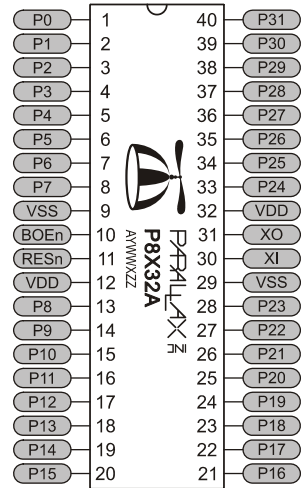 P0 1 40 P31
P1 2 39 P30
P2 3 38 P29
P3 4 37 P28
P4 5 36 P27
P5 6 35 P26
P6 7 34 P25
P7 8 33 P24
VSS 9 32 VDD
BOEn 10 31 XO
RESn 11 30 XI
VDD 12 29 VSS
P8 13 28 P23
P9 14 27 P22
P10 15 26 P21
P11 16 25 P20
P12 17 24 P19
P13 18 23 P18
P14 19 22 P17
P15 20 21 P16
PARALLAX INC
P8X32A
AYWWXZZ